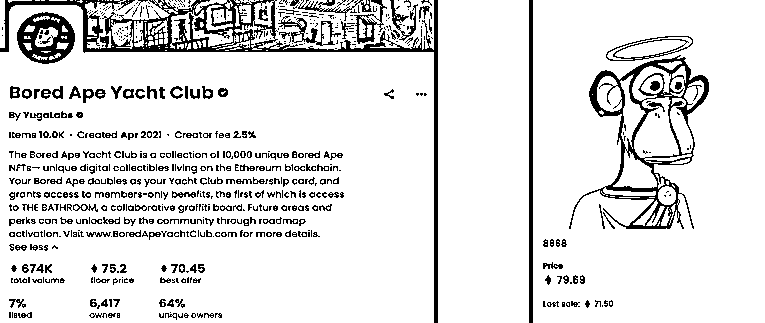 Bored Ape Yacht Club
By YugaLabs
Items 10.0K · Created Apr 2021 · Creator fee 2.5%
The Bored Ape Yacht Club is a collection of 10,000 unique Bored Ape
NFTs— unique digital collectibles living on the Ethereum blockchain.
Your Bored Ape doubles as your Yacht Club membership card, and
grants access to members-only benefits, the first of which is access
to THE BATHROOM, a collaborative graffiti board. Future areas and
perks can be unlocked by the community through roadmap
activation. Visit www.BoredApeYachtClub.com for more details.
See less
674K
75.2
70.45
total volume
floor price
best offer
7%
6,417
64%
listed
owners
unique owners
8868
Price
79.69
Last sale: 71.50